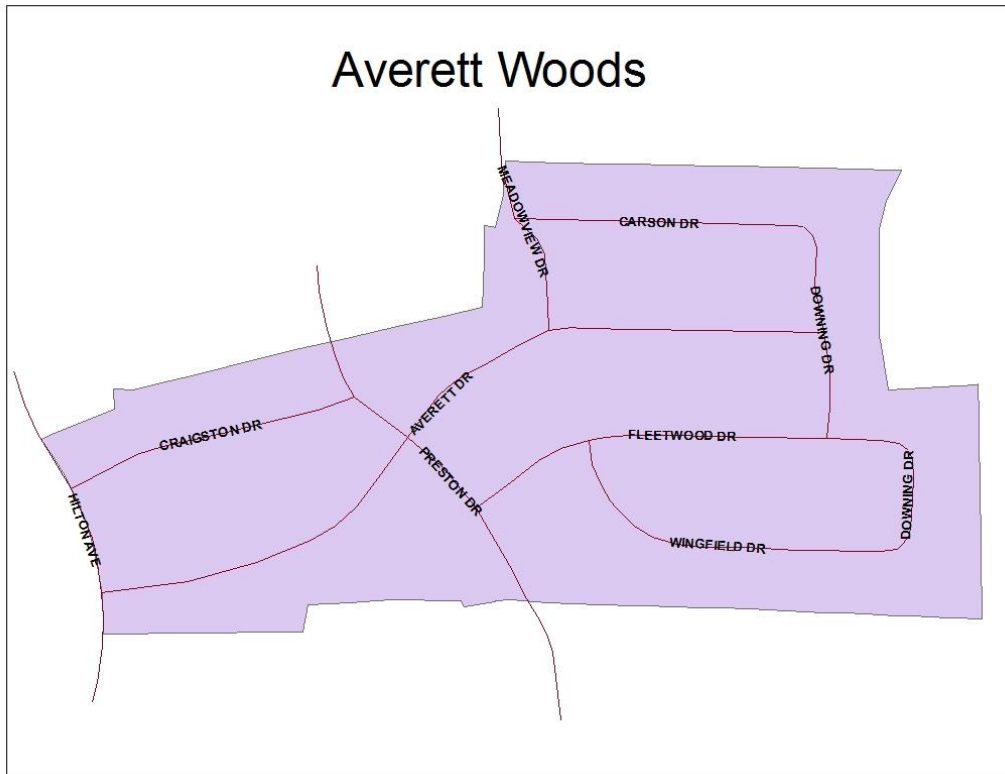 Averett Woods
MEADOWVIEW DR
CARSON DR
DOWNING DR
AVERETT DR
CRAIGSTON DR
FLEETWOOD DR
PRESTON DR
DOWNING DR
HILTON AVE
WINGFIELD DR